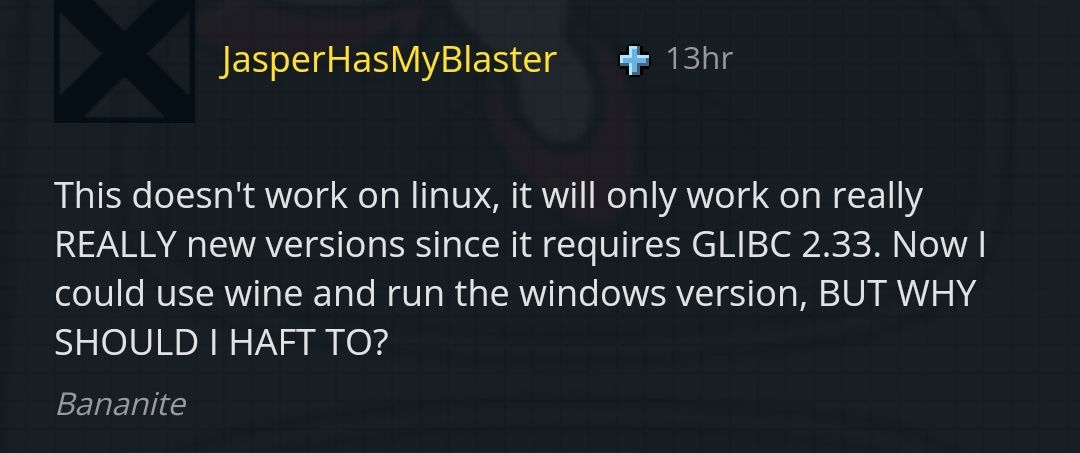 JasperHasMyBlaster 13hr
This doesn't work on linux, it will only work on really
REALLY new versions since it requires GLIBC 2.33. Now I
could use wine and run the windows version, BUT WHY
SHOULD I HAFT TO?
Bananite